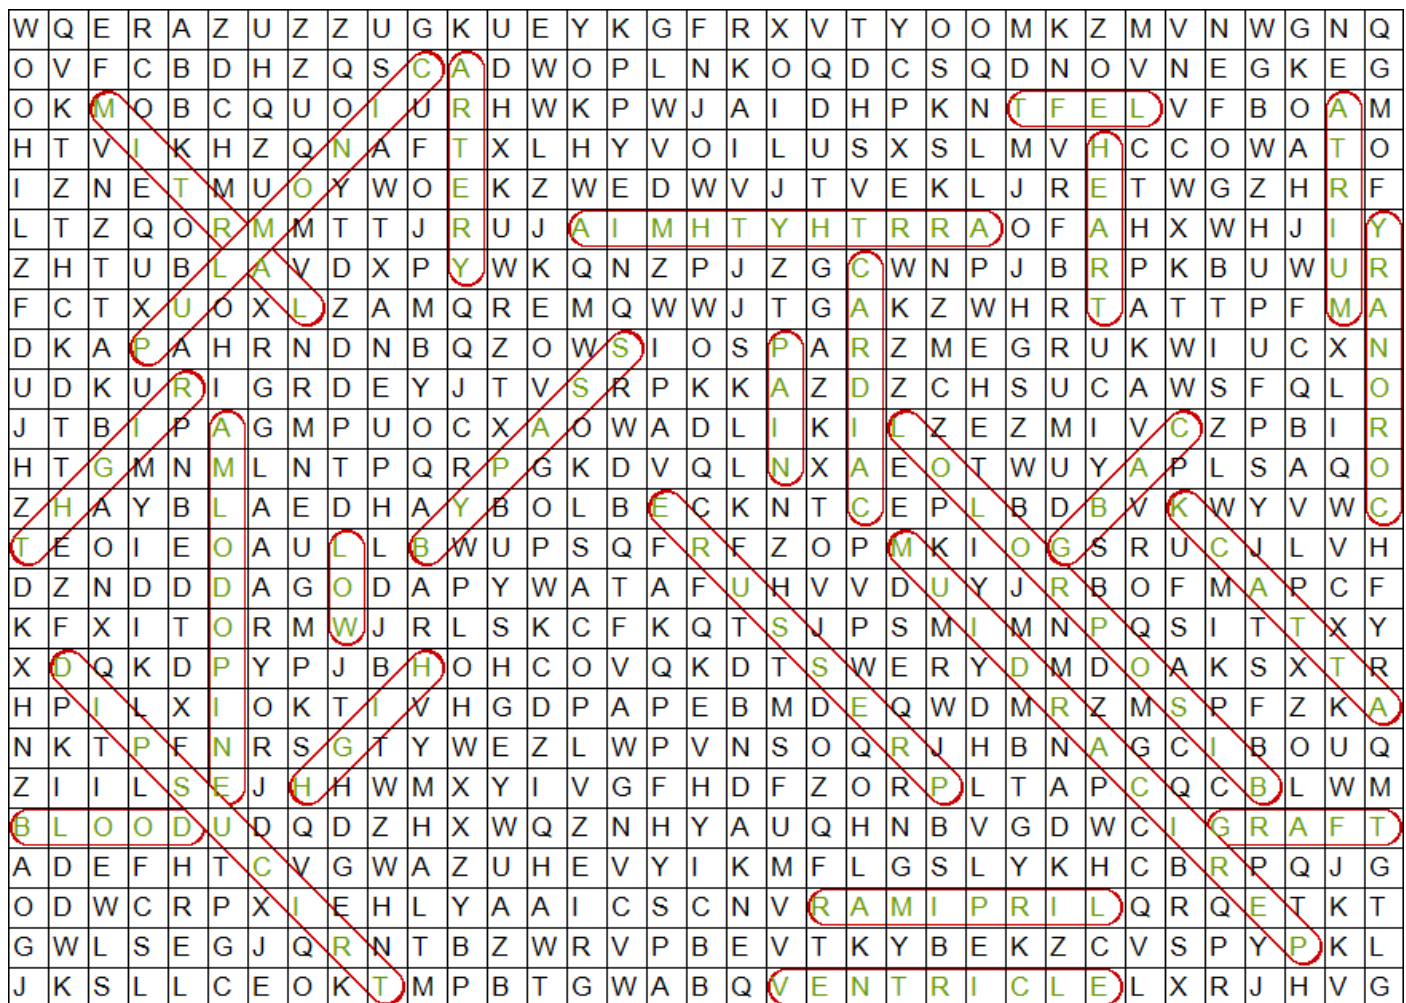 W Q E R A Z U Z Z U G K U E Y K G F R X V T Y O O M K Z M V N W G N Q
O V F C B D H Z Q S C A D W O P L N K O Q D C S Q D N O V N E G K E G
O K M O B C Q U O I U R H W K P W J A I D H P K N T F E L V F B O A M
H T V I K H Z Q N A F T X L H Y V O I L U S X S L M V H C C O W A T O
I Z N E T M U O Y W O E K Z W E D W V J T V E K L J R E T W G Z H R F
L T Z Q O R M M T T J R U J A I M H T Y H T R R A O F A H X W H J I Y
Z H T U B L A V D X P Y W K Q N Z P J Z G C W N P J B R P K B U W U R
F C T X U O X L Z A M Q R E M Q W W J T G A K Z W H R T A T T P F M A
D K A P A H R N D N B Q Z O W S I O S P A R Z M E G R U K W I U C X N
U D K U R I G R D E Y J T V S R P K K A Z D Z C H S U C A W S F Q L O
J T B I P A G M P U O C X A O W A D L I K I L Z E Z M I V C Z P B I R
H T G M N M L N T P Q R P G K D V Q L N X A E O T W U Y A P L S A Q O
Z H A Y B L A E D H A Y B O L B E C K N T C E P L B D B V K W Y V W C
T E O I E O A U L L B W U P S Q F R F Z O P M K I O G S R U C J L V H
D Z N D D D A G O D A P Y W A T A F U H V V D U Y J R B O F M A P C F
K F X I T O R M W J R L S K C F K Q T S J P S M I M N P Q S I T T X Y
X D Q K D P Y P J B H O H C O V Q K D T S W E R Y D M D O A K S X T R
H P I L X I O K T I V H G D P A P E B M D E Q W D M R Z M S P F Z K A
N K T P F N R S G T Y W E Z L W P V N S O Q R J H B N A G C I B O U Q
Z I I L S E J H H W M X Y I V G F H D F Z O R P L T A P C Q C B L W M
B L O O D U D Q D Z H X W Q Z N H Y A U Q H N B V G D W C I G R A F T
A D E F H T C V G W A Z U H E V Y I K M F L G S L Y K H C B R P Q J G
O D W C R P X I E H L Y A A I C S C N V R A M I P R I L Q R Q E T K T
G W L S E G J Q R N T B Z W R V P B E V T K Y B E K Z C V S P Y P K L
J K S L L C E O K T M P B T G W A B Q V E N T R I C L E L X R J H V G